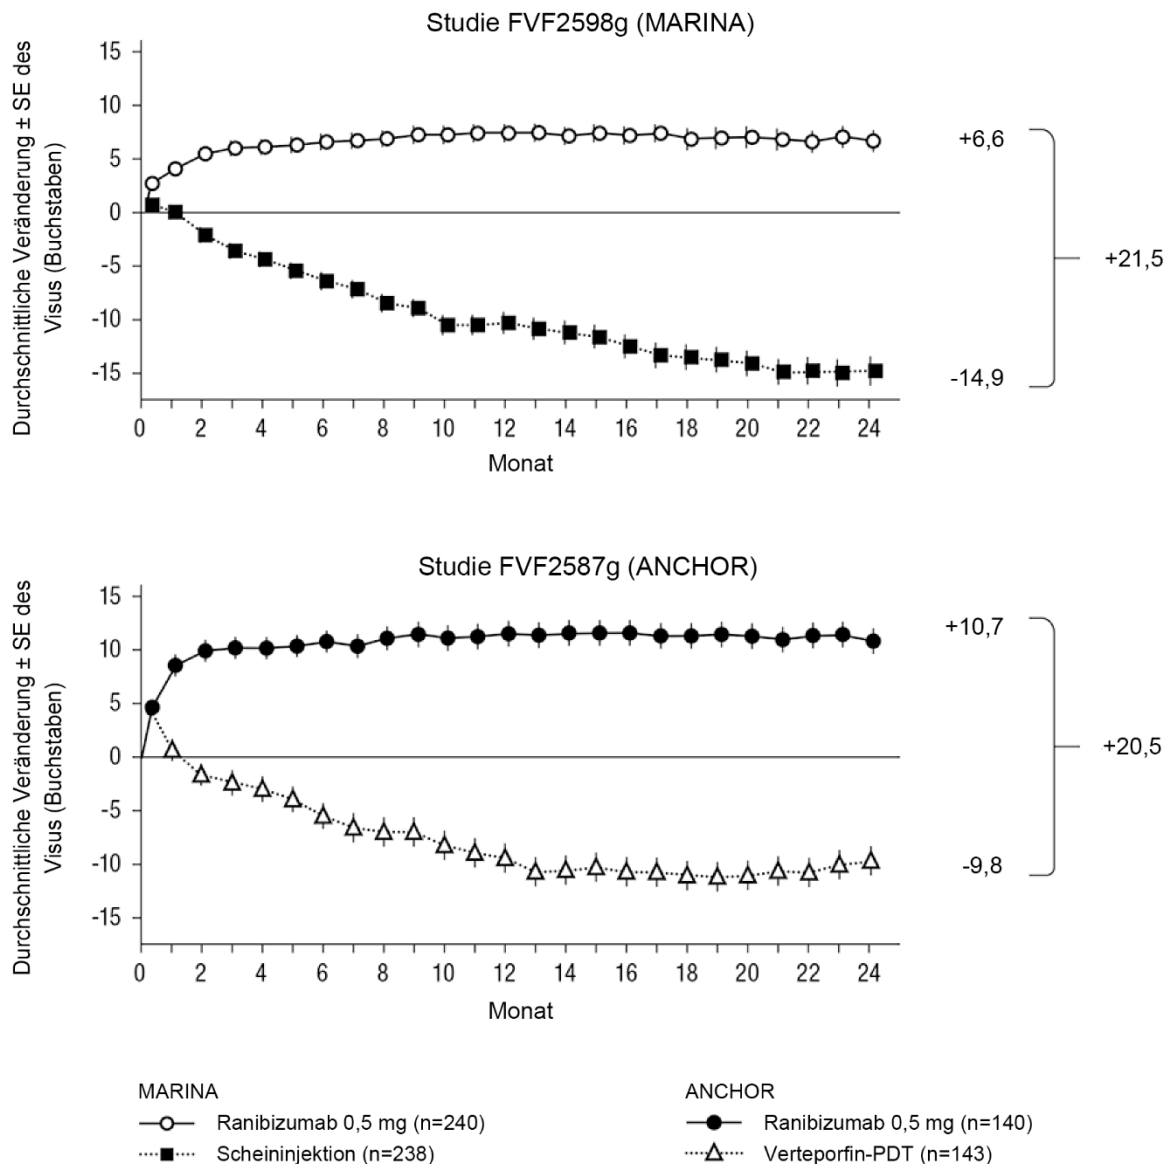 Studie FVF2598g (MARINA)
Durchschnittliche Veränderung ± SE des
Visus (Buchstaben)
15
10
5
0
-5
-10
-15
0 2 4 6 8 10 12 14 16 18 20 22 24
Monat
+6,6
+21,5
-14,9
Studie FVF2587g (ANCHOR)
Durchschnittliche Veränderung ± SE des
Visus (Buchstaben)
15
10
5
0
-5
-10
-15
0 2 4 6 8 10 12 14 16 18 20 22 24
Monat
+10,7
+20,5
-9,8
MARINA
Ranibizumab 0,5 mg (n=240)
Scheininjektion (n=238)
ANCHOR
Ranibizumab 0,5 mg (n=140)
Verteporfin-PDT (n=143)